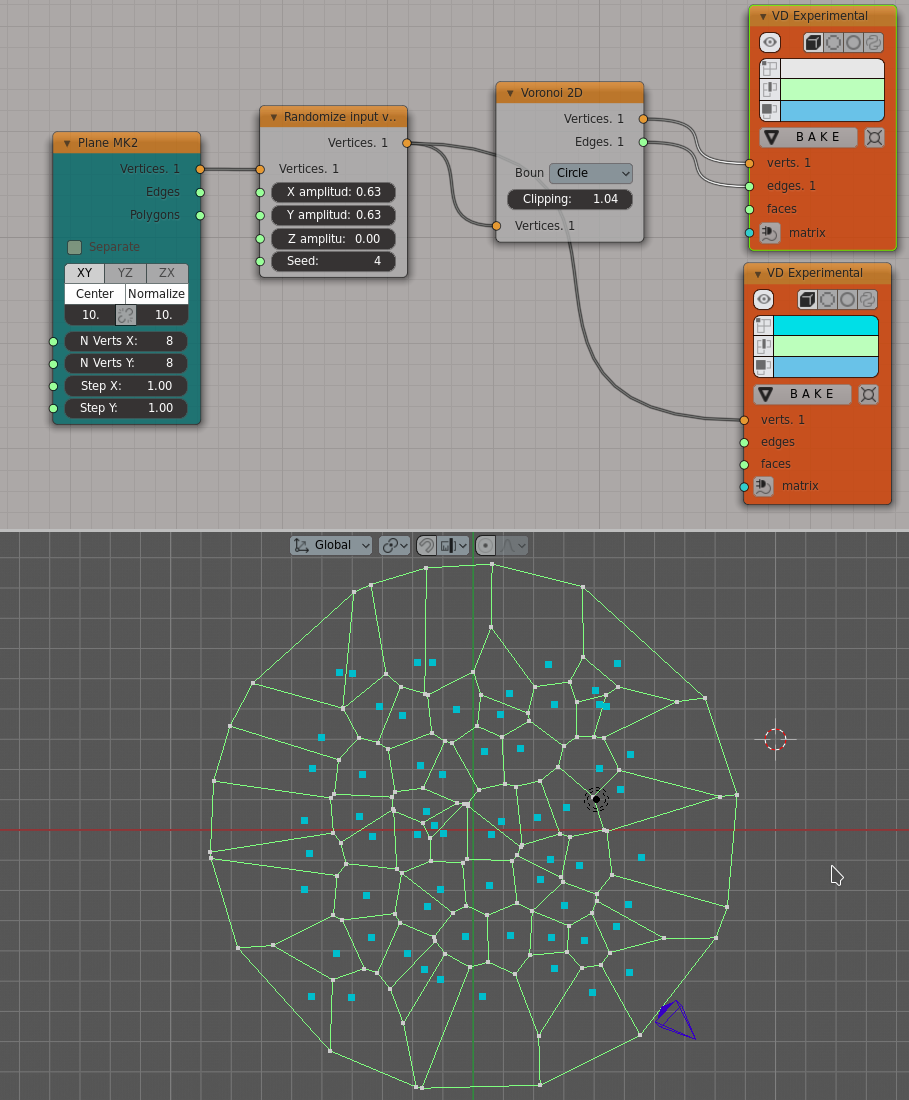 Plane MK2
Vertices. 1
Edges
Polygons
Separate
XY YZ ZX
Center Normalize
10. 10.
N Verts X: 8
N Verts Y: 8
Step X: 1.00
Step Y: 1.00
Randomize input v..
Vertices. 1
Vertices. 1
X amplitud: 0.63
Y amplitud: 0.63
Z amplitu: 0.00
Seed: 4
Voronoi 2D
Vertices. 1
Edges. 1
Boun Circle
Clipping: 1.04
Vertices. 1
VD Experimental
BAKE
verts. 1
edges. 1
faces
matrix
VD Experimental
BAKE
verts. 1
edges
faces
matrix
Global